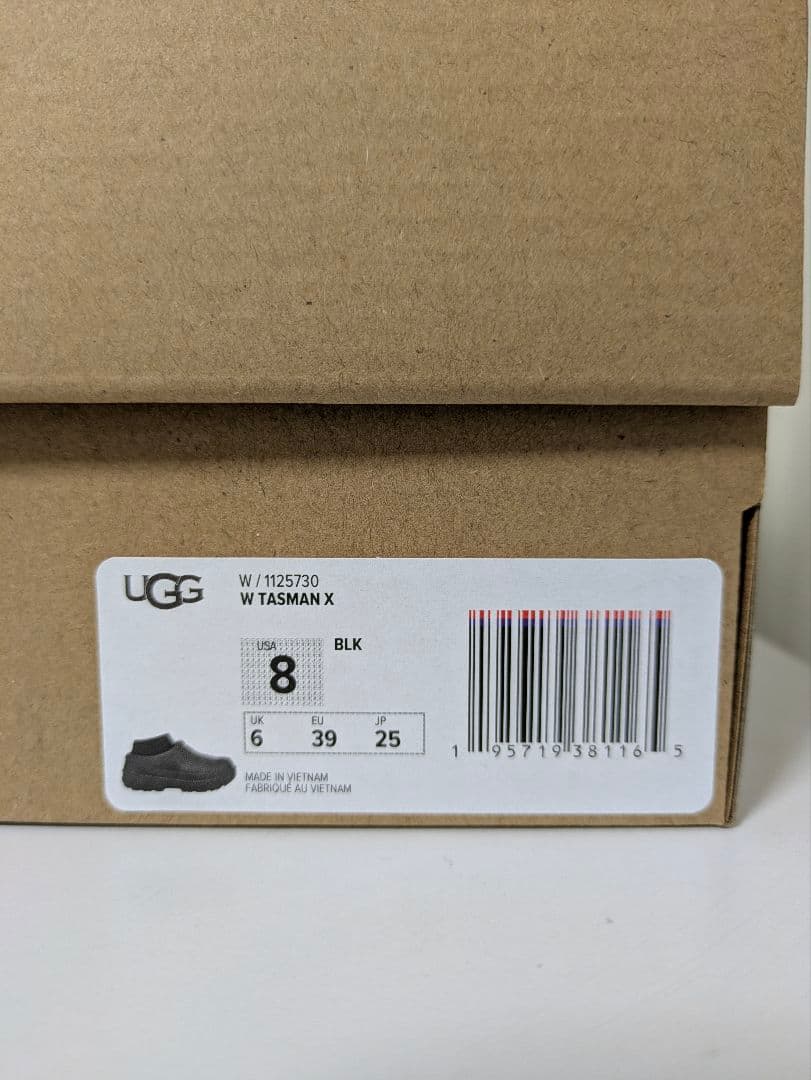 UGG
W / 1125730
W TASMAN X
USA
8
BLK
UK EU JP
6 39 25
MADE IN VIETNAM
FABRIQUÉ AU VIETNAM
1 95719 38116 5